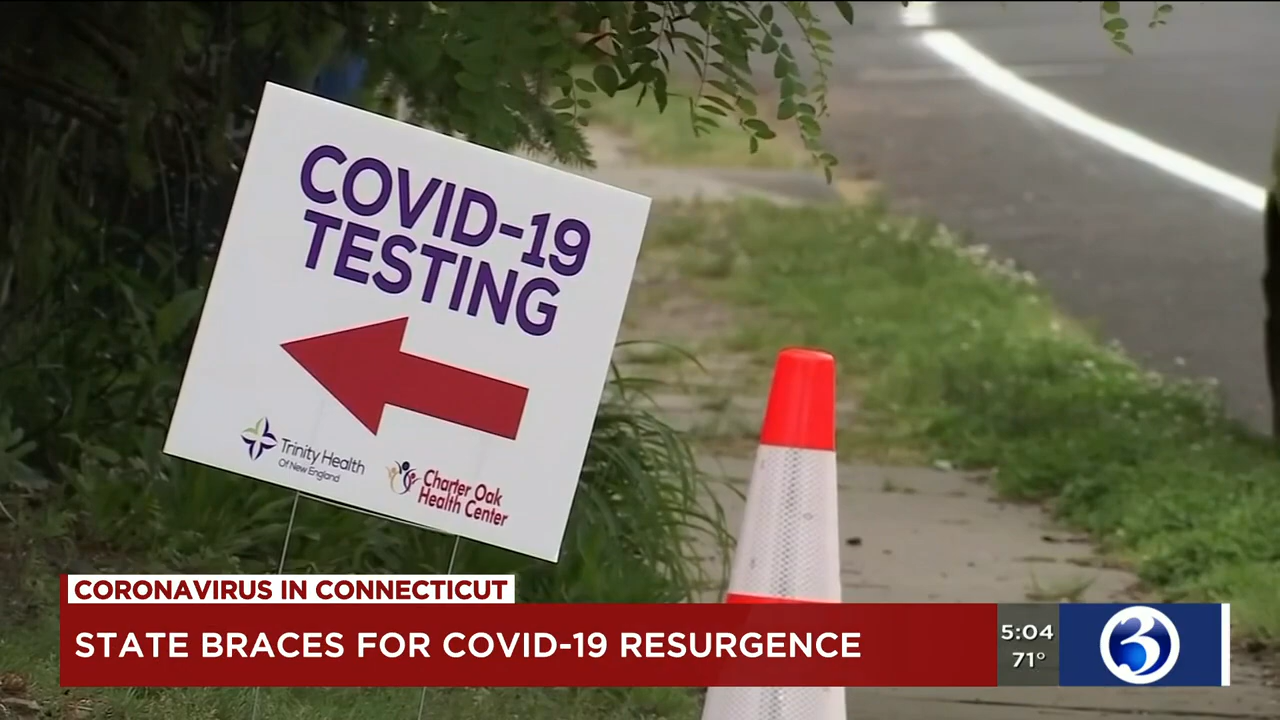 COVID-19
TESTING
Trinity Health
Of New England
Charter Oak
Health Center
CORONAVIRUS IN CONNECTICUT
STATE BRACES FOR COVID-19 RESURGENCE
5:04
71°
3